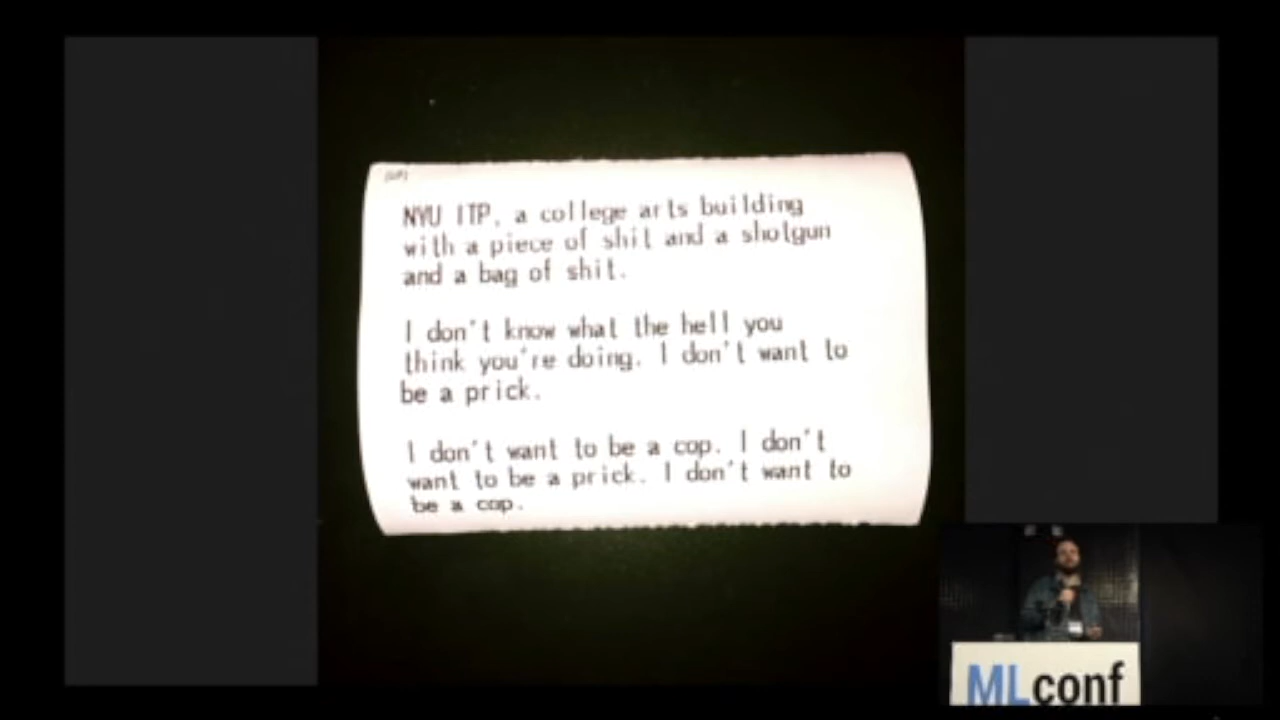 NYU ITP, a college arts building
with a piece of shit and a shotgun
and a bag of shit.
I don't know what the hell you
think you're doing. I don't want to
be a prick.
I don't want to be a cop. I don't
want to be a prick. I don't want to
be a cop.
MLconf